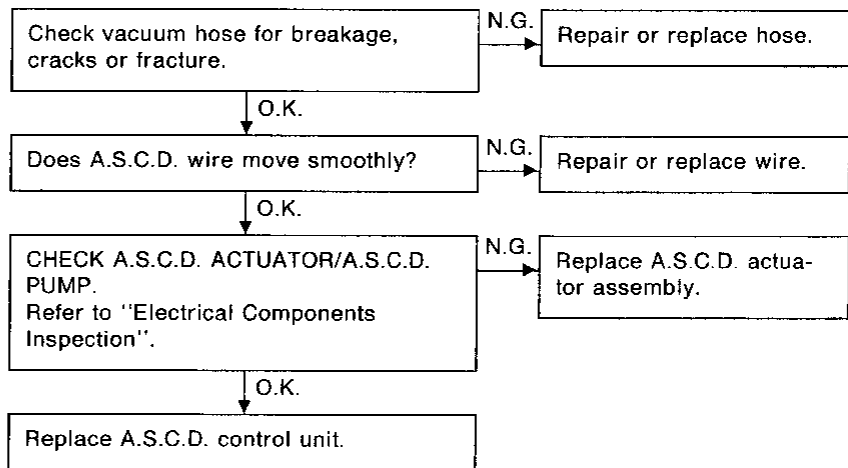 Check vacuum hose for breakage,
cracks or fracture.
N.G.
Repair or replace hose.
O.K.
Does A.S.C.D. wire move smoothly?
N.G.
Repair or replace wire.
O.K.
CHECK A.S.C.D. ACTUATOR/A.S.C.D.
PUMP.
Refer to "Electrical Components
Inspection".
N.G.
Replace A.S.C.D. actua-
tor assembly.
O.K.
Replace A.S.C.D. control unit.